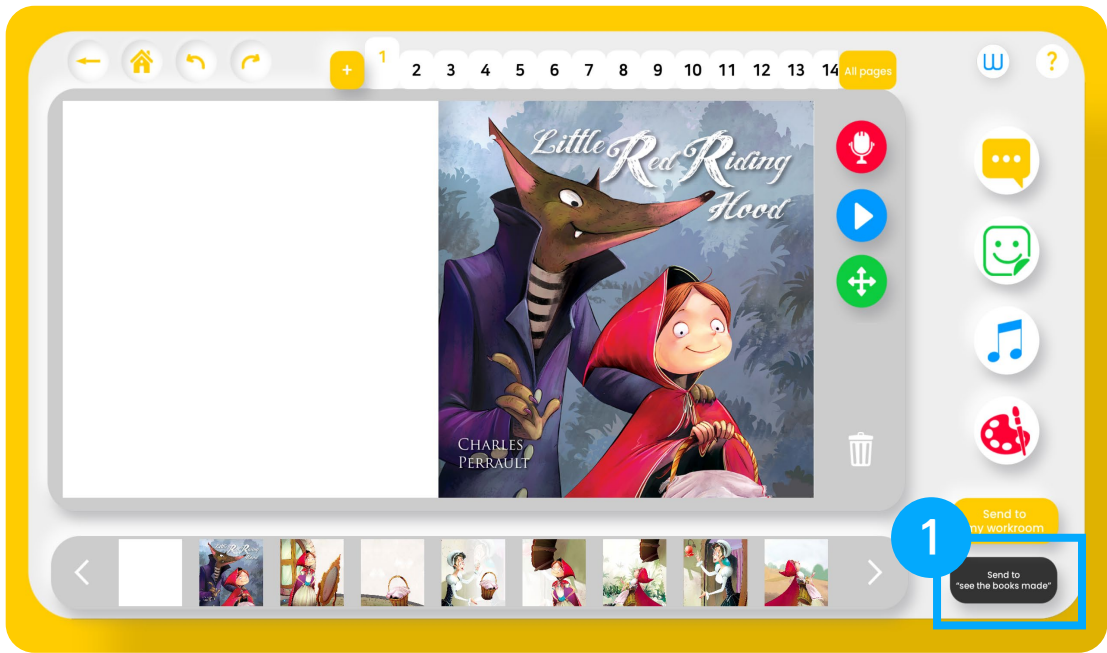 + 1 2 3 4 5 6 7 8 9 10 11 12 13 14 All pages
W ?
Little Red Riding
Hood
CHARLES
PERRAULT
Send to
my workroom
1
Send to
"see the books made"